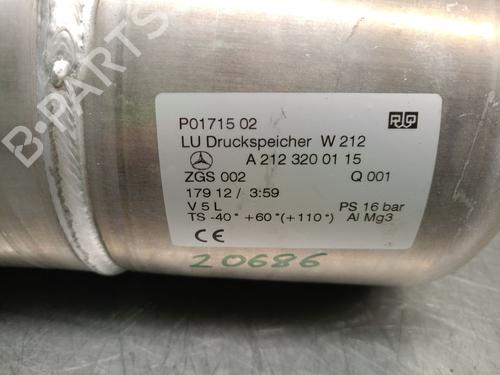 P01715 02
LU Druckspeicher W 212
A 212 320 01 15
ZGS 002 Q 001
179 12 / 3:59
V 5 L PS 16 bar
TS -40° +60°(+110°) Al Mg3
CE
20686
B-PARTS